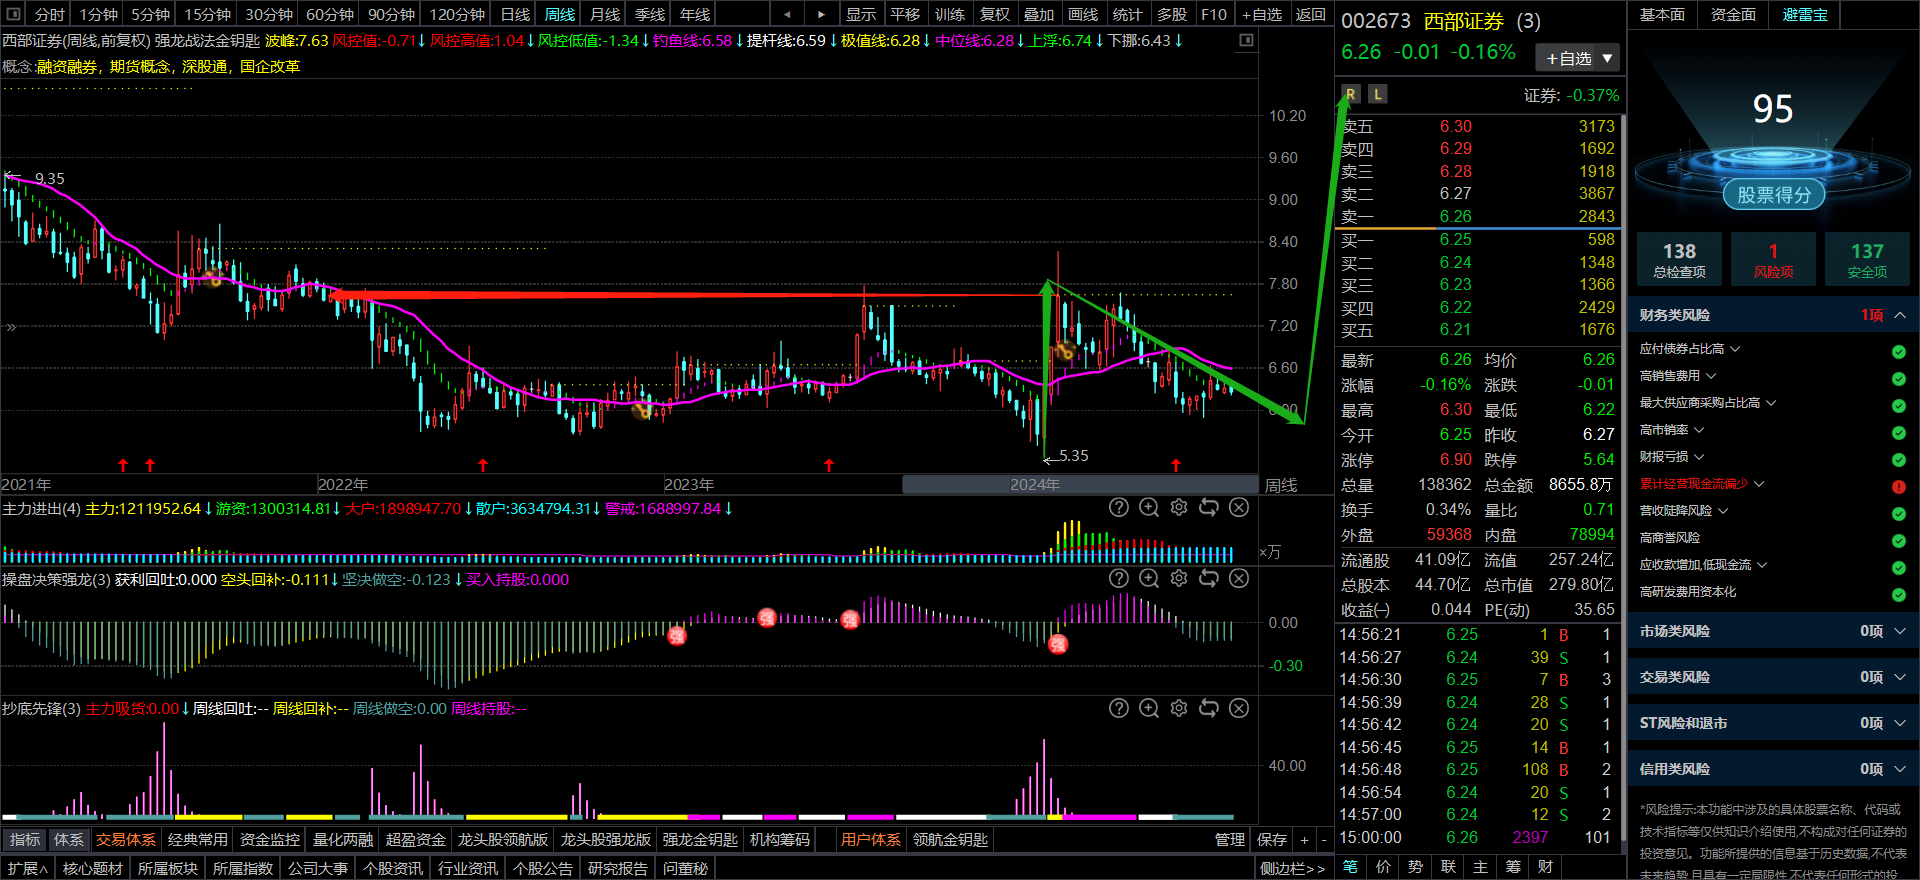 分时 1分钟 5分钟 15分钟 30分钟 60分钟 90分钟 120分钟 日线 周线 月线 季线 年线 显示 平移 训练 复权 叠加 画线 统计 多股 F10 +自选 返回
西部证券(周线,前复权) 强龙战法金钥匙 波峰:7.63 风控值:-0.71↓ 风控高值:1.04↓ 风控低值:-1.34↓ 钓鱼线:6.58↓ 提杆线:6.59↓ 极值线:6.28↓ 中位线:6.28↓ 上浮:6.74↓ 下挪:6.43↓
概念:融资融券，期货概念，深股通，国企改革
9.35
5.35
10.20
9.60
9.00
8.40
7.80
7.20
6.60
6.00
2021年 2022年 2023年 2024年 周线
主力进出(4) 主力:1211952.64↓ 游资:1300314.81↓ 大户:1898947.70↓ 散户:3634794.31↓ 警戒:1688997.84↓
×万
操盘决策强龙(3) 获利回吐:0.000 空头回补:-0.111↓ 坚决做空:-0.123↓ 买入持股:0.000
强 强 强 强
0.00
-0.30
抄底先锋(3) 主力吸货:0.00↓ 周线回吐:-- 周线回补:-- 周线做空:0.00 周线持股:--
40.00
指标 体系 交易体系 经典常用 资金监控 量化两融 超盈资金 龙头股领航版 龙头股强龙版 强龙金钥匙 机构筹码 用户体系 领航金钥匙 管理 保存 + -
扩展∧ 核心题材 所属板块 所属指数 公司大事 个股资讯 行业资讯 个股公告 研究报告 问董秘 侧边栏>>
002673 西部证券 (3)
6.26 -0.01 -0.16% +自选 ▼
R L 证券: -0.37%
卖五 6.30 3173
卖四 6.29 1692
卖三 6.28 1918
卖二 6.27 3867
卖一 6.26 2843
买一 6.25 598
买二 6.24 1348
买三 6.23 1366
买四 6.22 2429
买五 6.21 1676
最新 6.26 均价 6.26
涨幅 -0.16% 涨跌 -0.01
最高 6.30 最低 6.22
今开 6.25 昨收 6.27
涨停 6.90 跌停 5.64
总量 138362 总金额 8655.8万
换手 0.34% 量比 0.71
外盘 59368 内盘 78994
流通股 41.09亿 流值 257.24亿
总股本 44.70亿 总市值 279.80亿
收益(一) 0.044 PE(动) 35.65
14:56:21 6.25 1 B 1
14:56:27 6.24 39 S 1
14:56:30 6.25 7 B 3
14:56:39 6.24 28 S 1
14:56:42 6.24 20 S 1
14:56:45 6.25 14 B 1
14:56:48 6.25 108 B 2
14:56:54 6.24 20 S 1
14:57:00 6.24 12 S 2
15:00:00 6.26 2397 101
笔 价 势 联 主 筹 财
基本面 资金面 避雷宝
95
股票得分
138 总检查项
1 风险项
137 安全项
财务类风险 1项
应付债券占比高
高销售费用
最大供应商采购占比高
高市销率
财报亏损
累计经营现金流偏少
营收陡降风险
高商誉风险
应收款增加,低现金流
高研发费用资本化
市场类风险 0项
交易类风险 0项
ST风险和退市 0项
信用类风险 0项
*风险提示:本功能中涉及的具体股票名称、代码或
技术指标等仅供知识介绍使用,不构成对任何证券的
投资意见。功能所提供的信息基于历史数据,不代表
未来趋势,且具有一定局限性,不代表任何形式的投